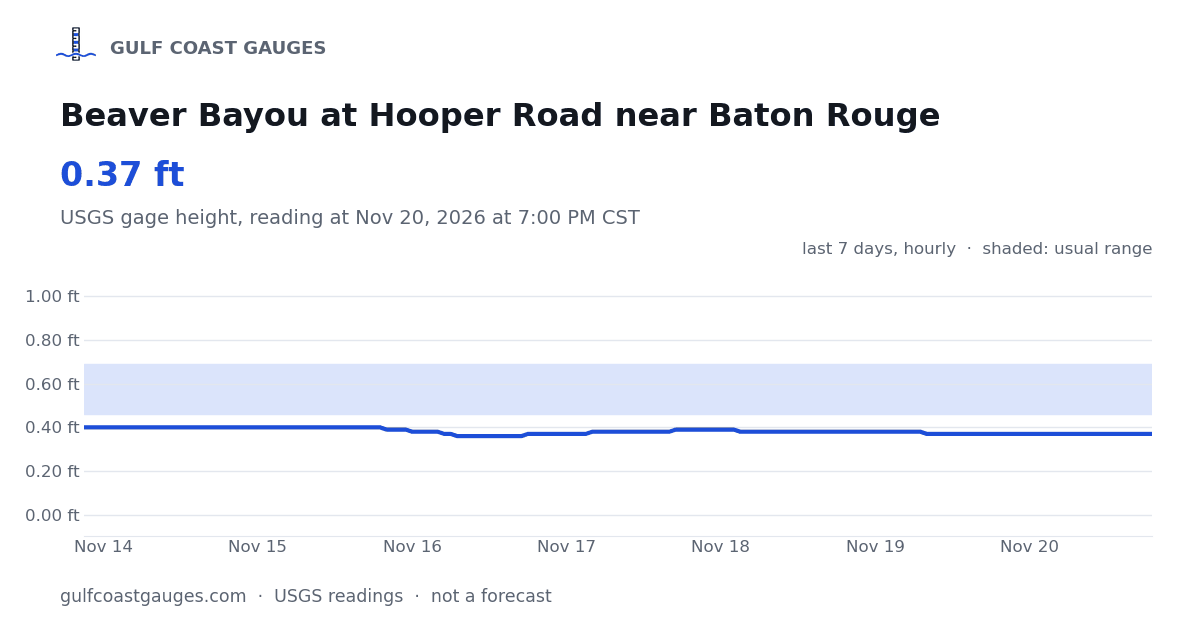 GULF COAST GAUGES
Beaver Bayou at Hooper Road near Baton Rouge
0.37 ft
USGS gage height, reading at Nov 20, 2026 at 7:00 PM CST
last 7 days, hourly · shaded: usual range
1.00 ft
0.80 ft
0.60 ft
0.40 ft
0.20 ft
0.00 ft
Nov 14 Nov 15 Nov 16 Nov 17 Nov 18 Nov 19 Nov 20
gulfcoastgauges.com · USGS readings · not a forecast